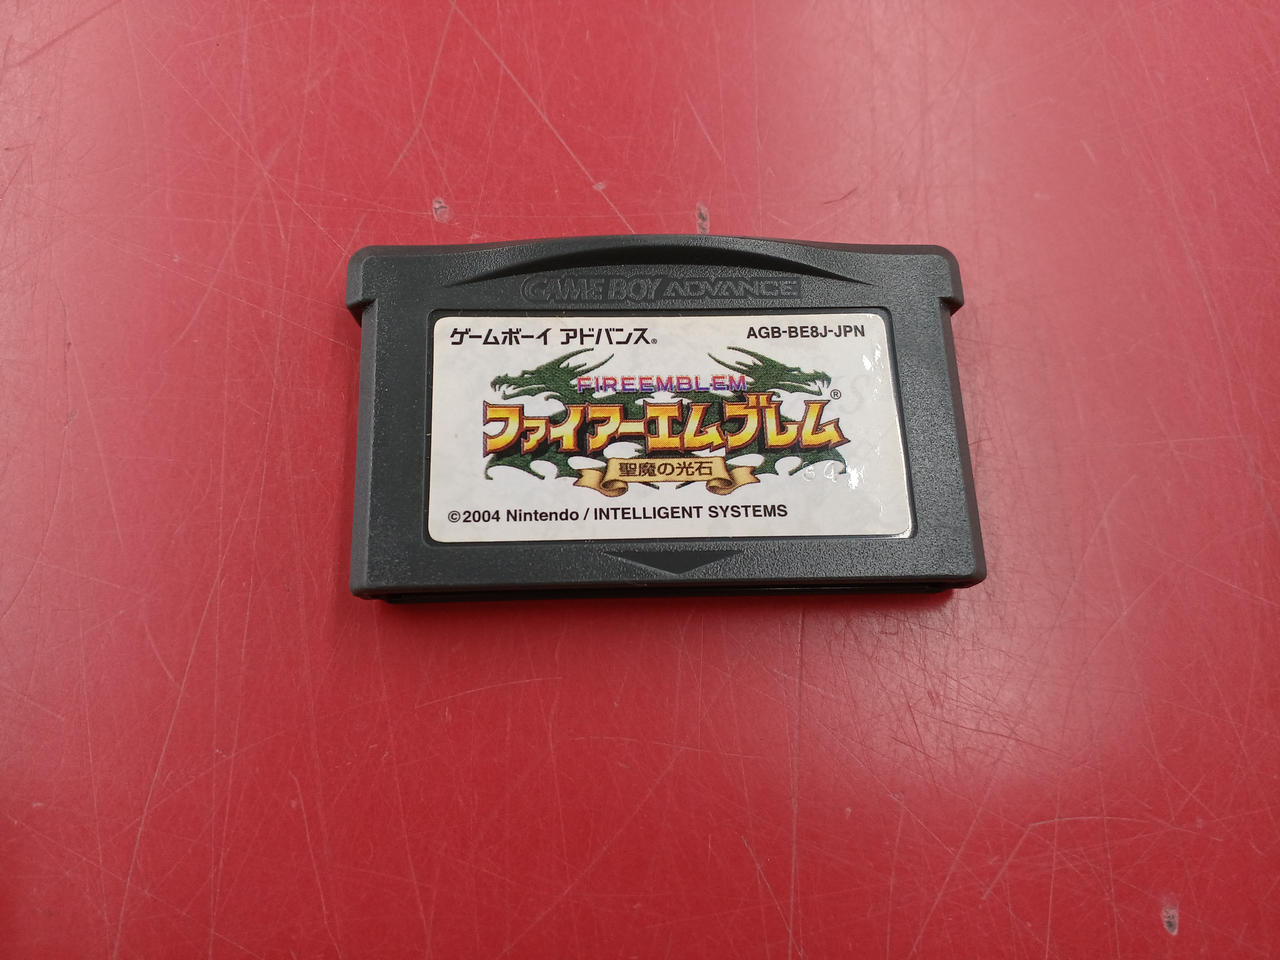 GAME BOY ADVANCE
ゲームボーイ アドバンス®
AGB-BE8J-JPN
FIREEMBLEM
ファイアーエムブレム®
聖魔の光石
©2004 Nintendo / INTELLIGENT SYSTEMS